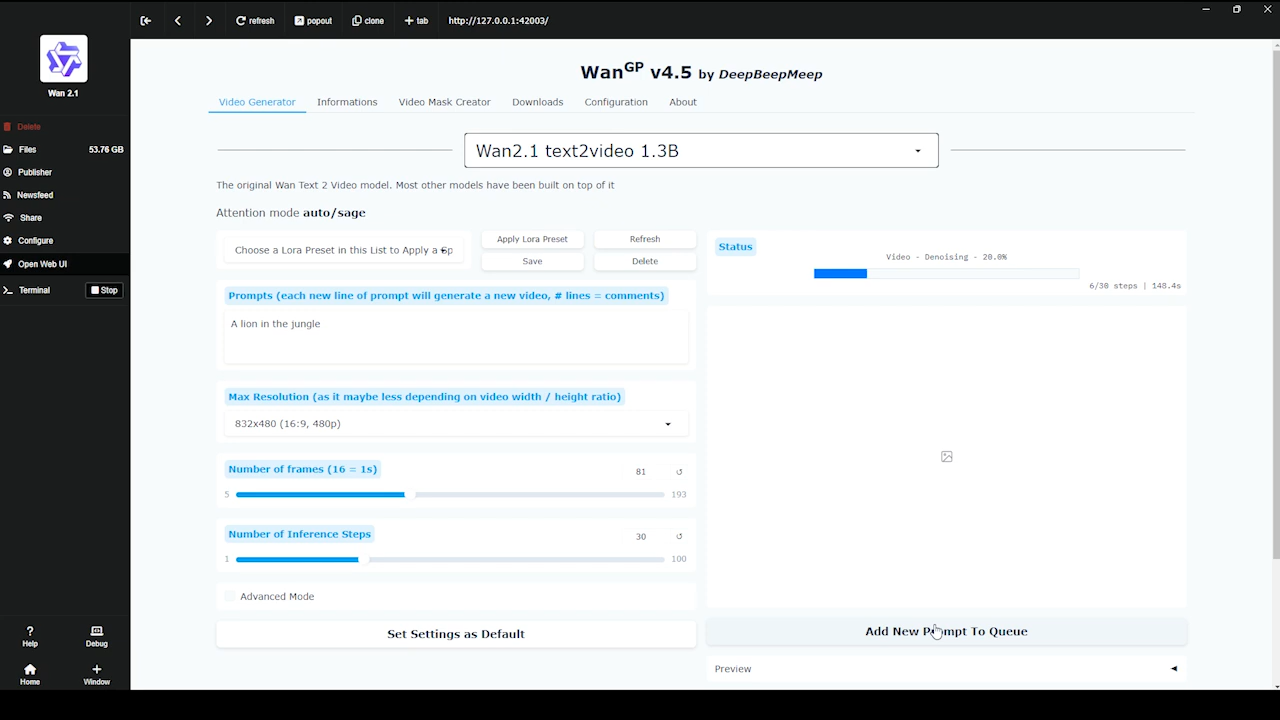 refresh
popout
clone
tab
http://127.0.0.1:42003/
Wan 2.1
Delete
Files 53.76 GB
Publisher
Newsfeed
Share
Configure
Open Web UI
Terminal Stop
Help Debug
Home Window
WanGP v4.5 by DeepBeepMeep
Video Generator Informations Video Mask Creator Downloads Configuration About
Wan2.1 text2video 1.3B
The original Wan Text 2 Video model. Most other models have been built on top of it
Attention mode auto/sage
Choose a Lora Preset in this List to Apply a Sp
Apply Lora Preset Refresh
Save Delete
Prompts (each new line of prompt will generate a new video, # lines = comments)
A lion in the jungle
Max Resolution (as it maybe less depending on video width / height ratio)
832x480 (16:9, 480p)
Number of frames (16 = 1s) 81
5 193
Number of Inference Steps 30
1 100
Advanced Mode
Set Settings as Default
Status
Video - Denoising - 20.0%
6/30 steps | 148.4s
Add New Prompt To Queue
Preview